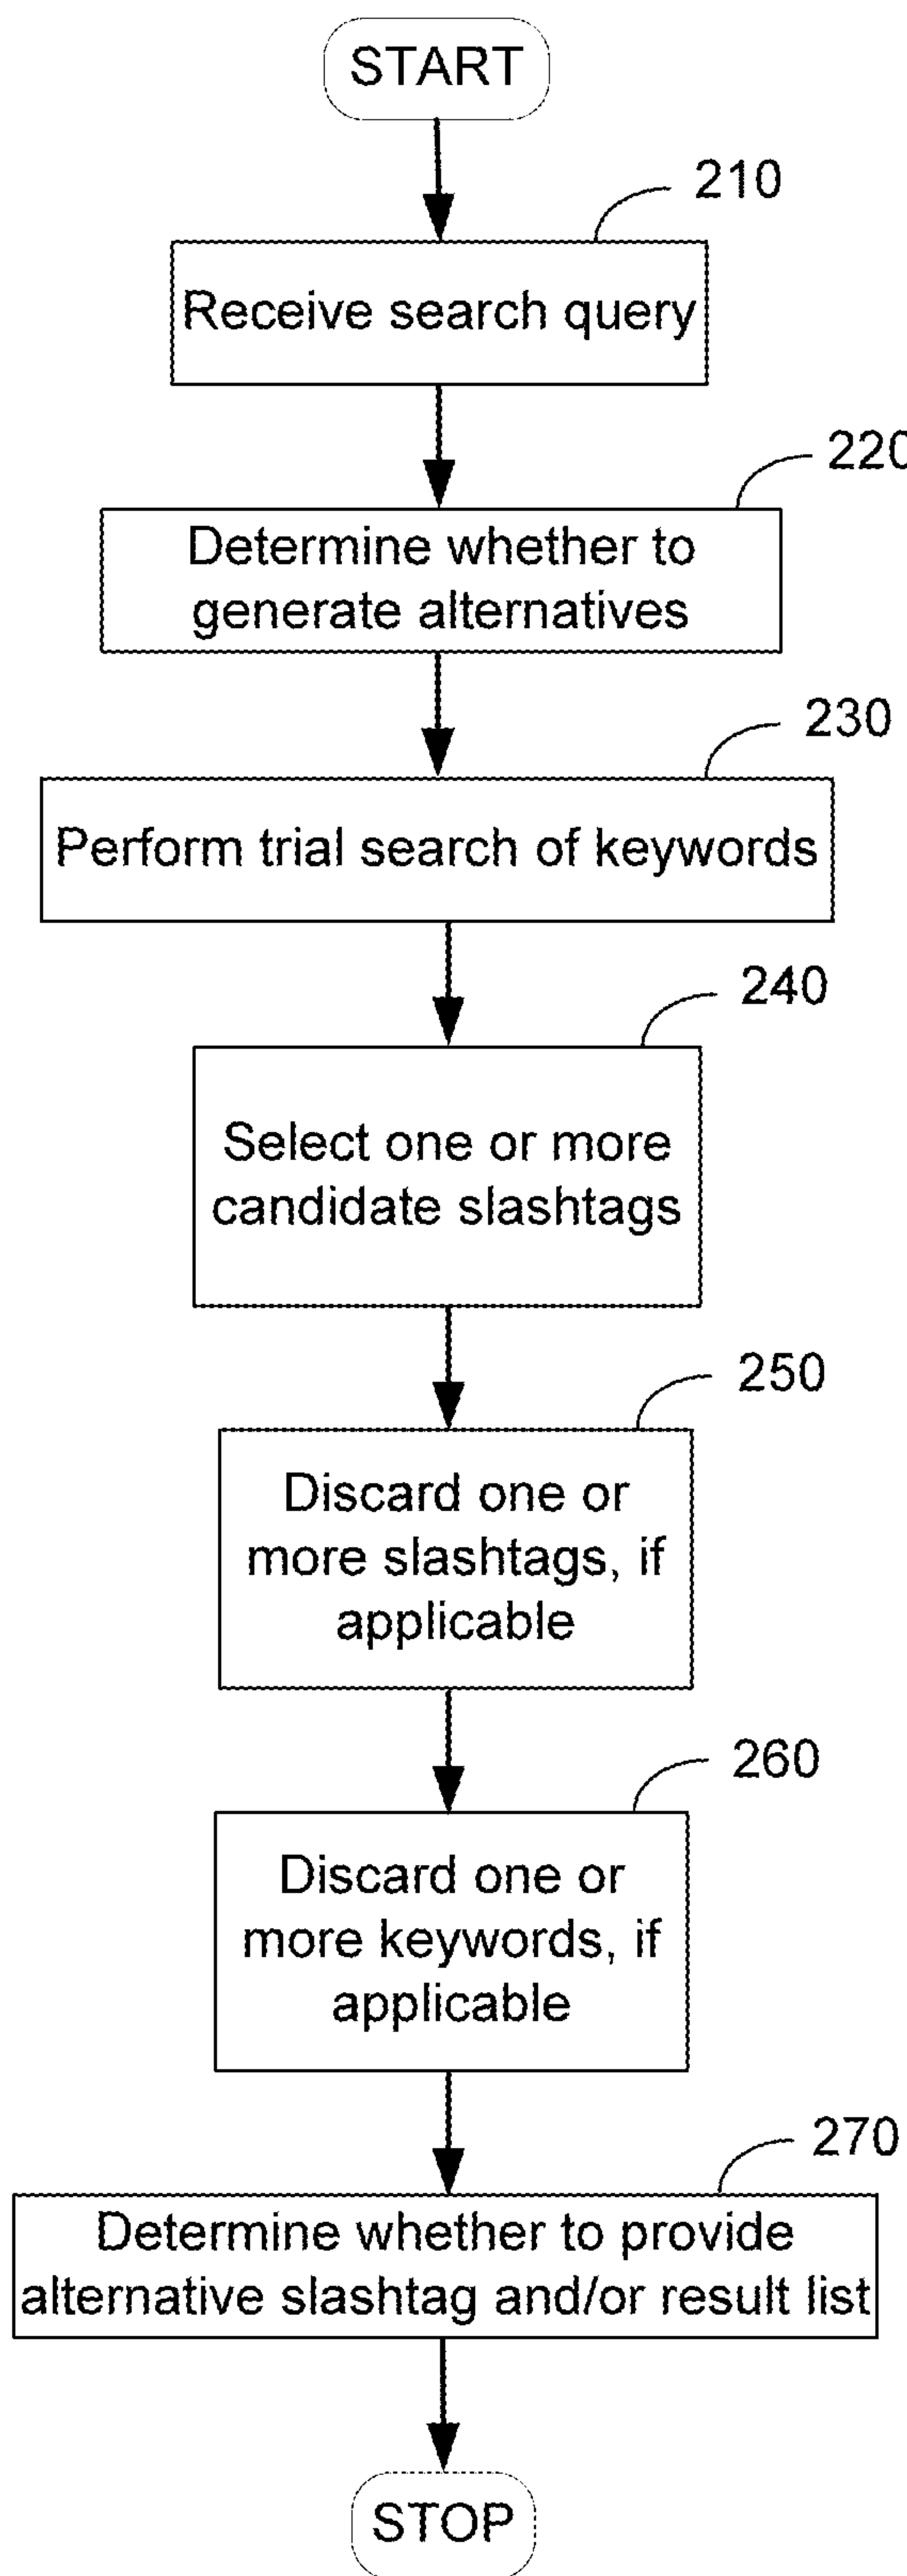 START
210
Receive search query
220
Determine whether to
generate alternatives
230
Perform trial search of keywords
240
Select one or more
candidate slashtags
250
Discard one or
more slashtags, if
applicable
260
Discard one or
more keywords, if
applicable
270
Determine whether to provide
alternative slashtag and/or result list
STOP